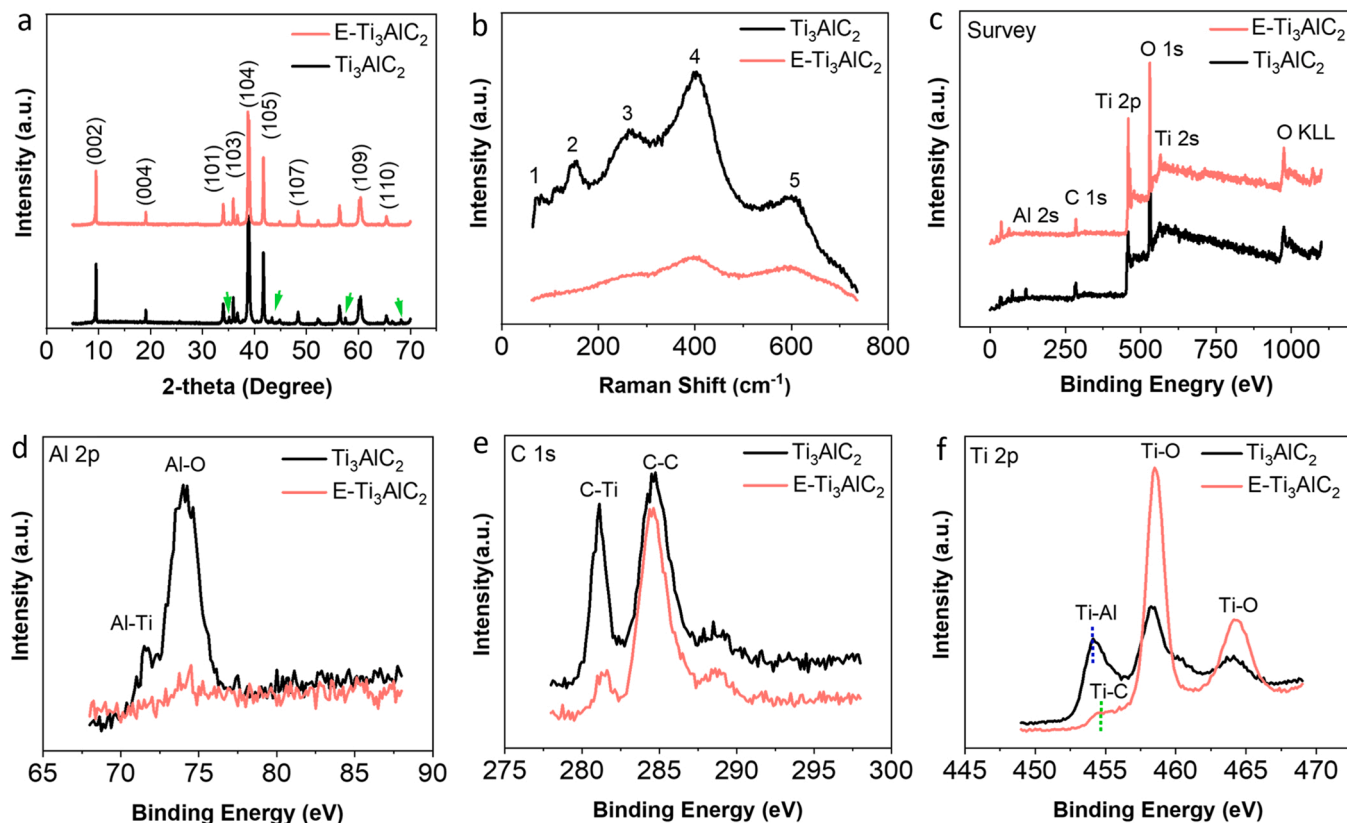 a
E-Ti₃AlC₂
Ti₃AlC₂
(002)
(004)
(101)
(103)
(104)
(105)
(107)
(109)
(110)
Intensity (a.u.)
0 10 20 30 40 50 60 70
2-theta (Degree)
b
Ti₃AlC₂
E-Ti₃AlC₂
1
2
3
4
5
Intensity (a.u.)
0 200 400 600 800
Raman Shift (cm⁻¹)
c
Survey
E-Ti₃AlC₂
Ti₃AlC₂
O 1s
Ti 2p
Ti 2s
O KLL
C 1s
Al 2s
Intensity (a.u.)
0 250 500 750 1000
Binding Enegry (eV)
d
Al 2p
Ti₃AlC₂
E-Ti₃AlC₂
Al-O
Al-Ti
Intensity (a.u.)
65 70 75 80 85 90
Binding Energy (eV)
e
C 1s
Ti₃AlC₂
E-Ti₃AlC₂
C-C
C-Ti
Intensity(a.u.)
275 280 285 290 295 300
Binding Energy (eV)
f
Ti 2p
Ti₃AlC₂
E-Ti₃AlC₂
Ti-O
Ti-Al
Ti-O
Ti-C
Intensity (a.u.)
445 450 455 460 465 470
Binding Energy (eV)